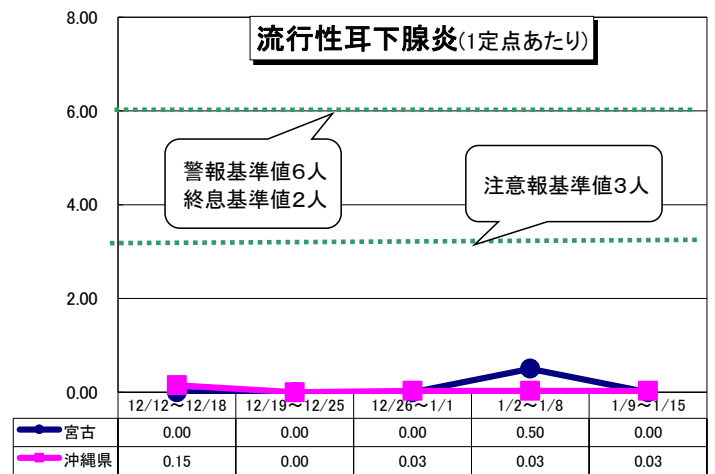 流行性耳下腺炎(1定点あたり)
8.00
6.00
4.00
2.00
0.00
警報基準値6人
終息基準値2人
注意報基準値3人
12/12～12/18 12/19～12/25 12/26～1/1 1/2～1/8 1/9～1/15
宮古 0.00 0.00 0.00 0.50 0.00
沖縄県 0.15 0.00 0.03 0.03 0.03